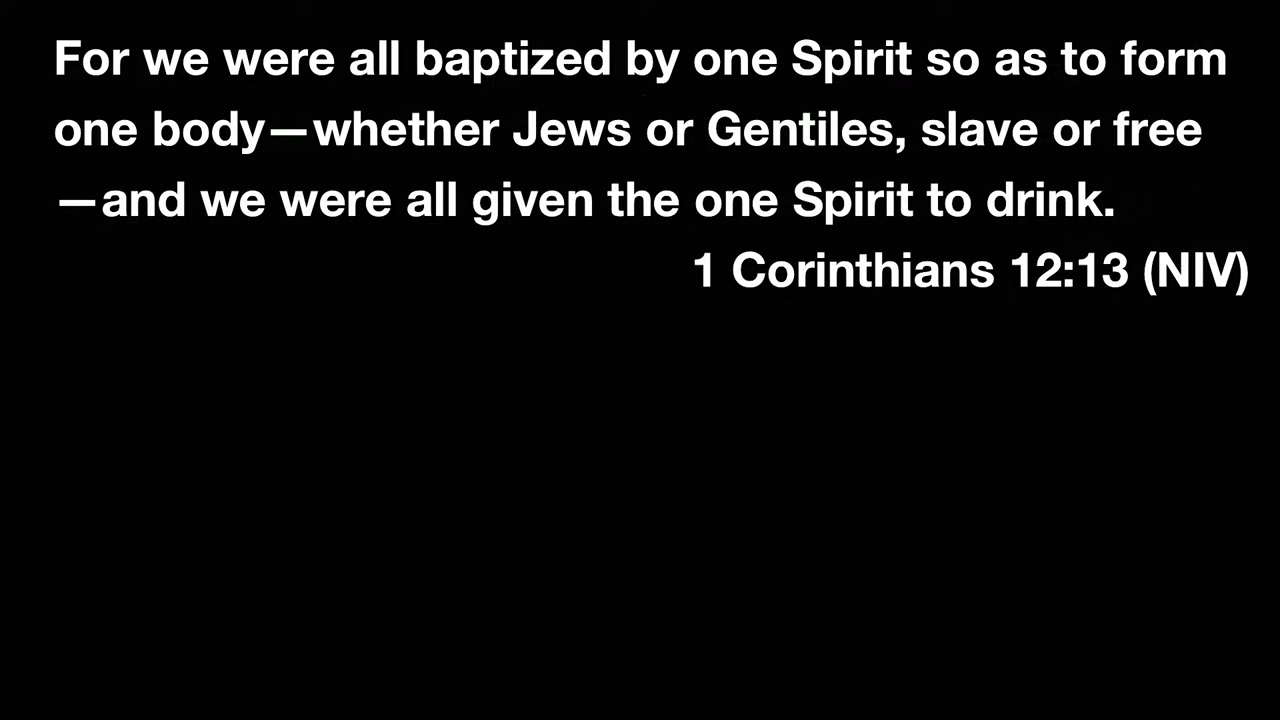 For we were all baptized by one Spirit so as to form
one body—whether Jews or Gentiles, slave or free
—and we were all given the one Spirit to drink.
1 Corinthians 12:13 (NIV)